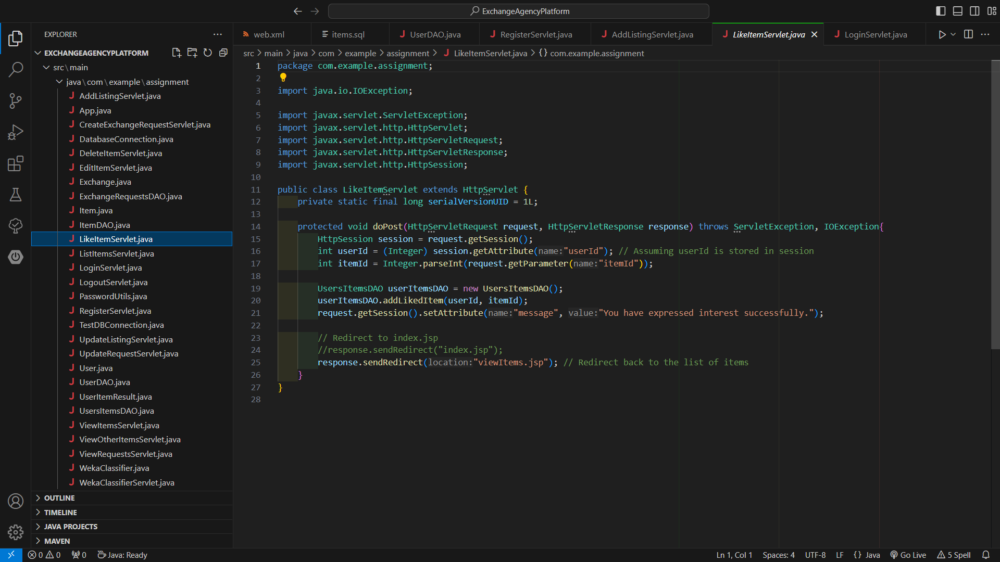 ExchangeAgencyPlatform
EXPLORER
EXCHANGEAGENCYPLATFORM
src\main
java\com\example\assignment
AddListingServlet.java
App.java
CreateExchangeRequestServlet.java
DatabaseConnection.java
DeleteItemServlet.java
EditItemServlet.java
Exchange.java
ExchangeRequestsDAO.java
Item.java
ItemDAO.java
LikeItemServlet.java
ListItemsServlet.java
LoginServlet.java
LogoutServlet.java
PasswordUtils.java
RegisterServlet.java
TestDBConnection.java
UpdateListingServlet.java
UpdateRequestServlet.java
User.java
UserDAO.java
UserItemResult.java
UsersItemsDAO.java
ViewItemsServlet.java
ViewOtherItemsServlet.java
ViewRequestsServlet.java
WekaClassifier.java
WekaClassifierServlet.java
OUTLINE
TIMELINE
JAVA PROJECTS
MAVEN
web.xml items.sql UserDAO.java RegisterServlet.java AddListingServlet.java LikeItemServlet.java LoginServlet.java
src > main > java > com > example > assignment > LikeItemServlet.java > {} com.example.assignment
1 package com.example.assignment;
2
3 import java.io.IOException;
4
5 import javax.servlet.ServletException;
6 import javax.servlet.http.HttpServlet;
7 import javax.servlet.http.HttpServletRequest;
8 import javax.servlet.http.HttpServletResponse;
9 import javax.servlet.http.HttpSession;
10
11 public class LikeItemServlet extends HttpServlet {
12 private static final long serialVersionUID = 1L;
13
14 protected void doPost(HttpServletRequest request, HttpServletResponse response) throws ServletException, IOException{
15 HttpSession session = request.getSession();
16 int userId = (Integer) session.getAttribute(name:"userId"); // Assuming userId is stored in session
17 int itemId = Integer.parseInt(request.getParameter(name:"itemId"));
18
19 UsersItemsDAO userItemsDAO = new UsersItemsDAO();
20 userItemsDAO.addLikedItem(userId, itemId);
21 request.getSession().setAttribute(name:"message", value:"You have expressed interest successfully.");
22
23 // Redirect to index.jsp
24 //response.sendRedirect("index.jsp");
25 response.sendRedirect(location:"viewItems.jsp"); // Redirect back to the list of items
26 }
27 }
28
0 0 0 Java: Ready Ln 1, Col 1 Spaces: 4 UTF-8 LF {} Java Go Live 5 Spell